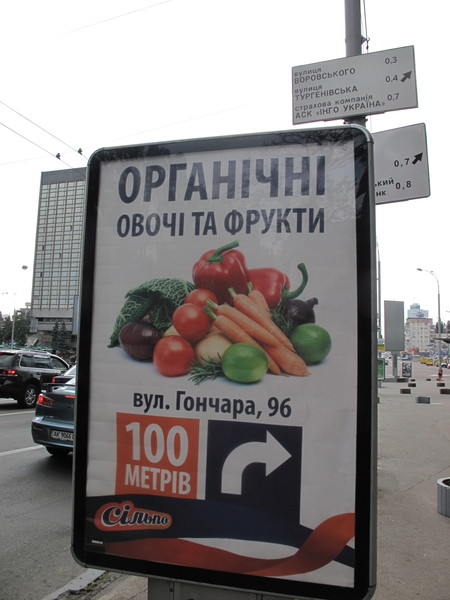 вулиця
ВОРОВСЬКОГО 0,3
вулиця
ТУРГЕНІВСЬКА 0,4
страхова компанія
АСК «ІНГО УКРАЇНА» 0,7
0,7
0,8
ОРГАНІЧНІ
ОВОЧІ ТА ФРУКТИ
вул. Гончара, 96
100
МЕТРІВ
Сільпо